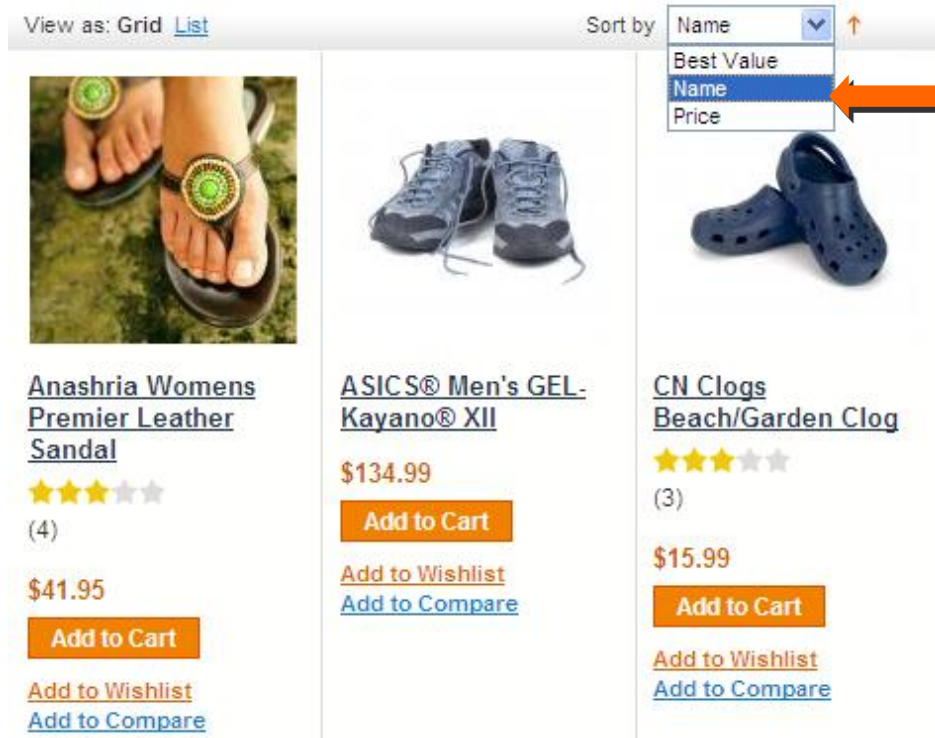 View as: Grid List
Sort by Name
Best Value
Name
Price
Anashria Womens
Premier Leather
Sandal
(4)
$41.95
Add to Cart
Add to Wishlist
Add to Compare
ASICS® Men's GEL-
Kayano® XII
$134.99
Add to Cart
Add to Wishlist
Add to Compare
CN Clogs
Beach/Garden Clog
(3)
$15.99
Add to Cart
Add to Wishlist
Add to Compare